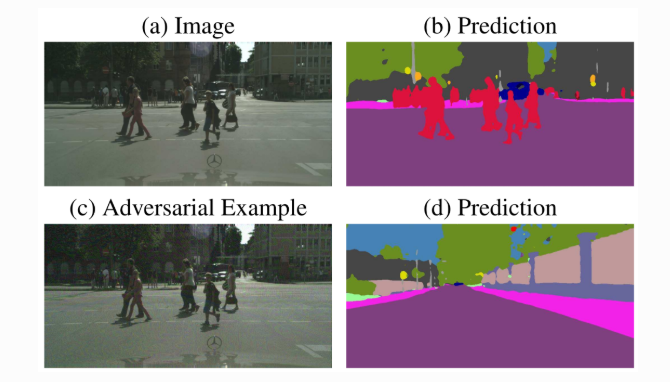 (a) Image
(b) Prediction
(c) Adversarial Example
(d) Prediction